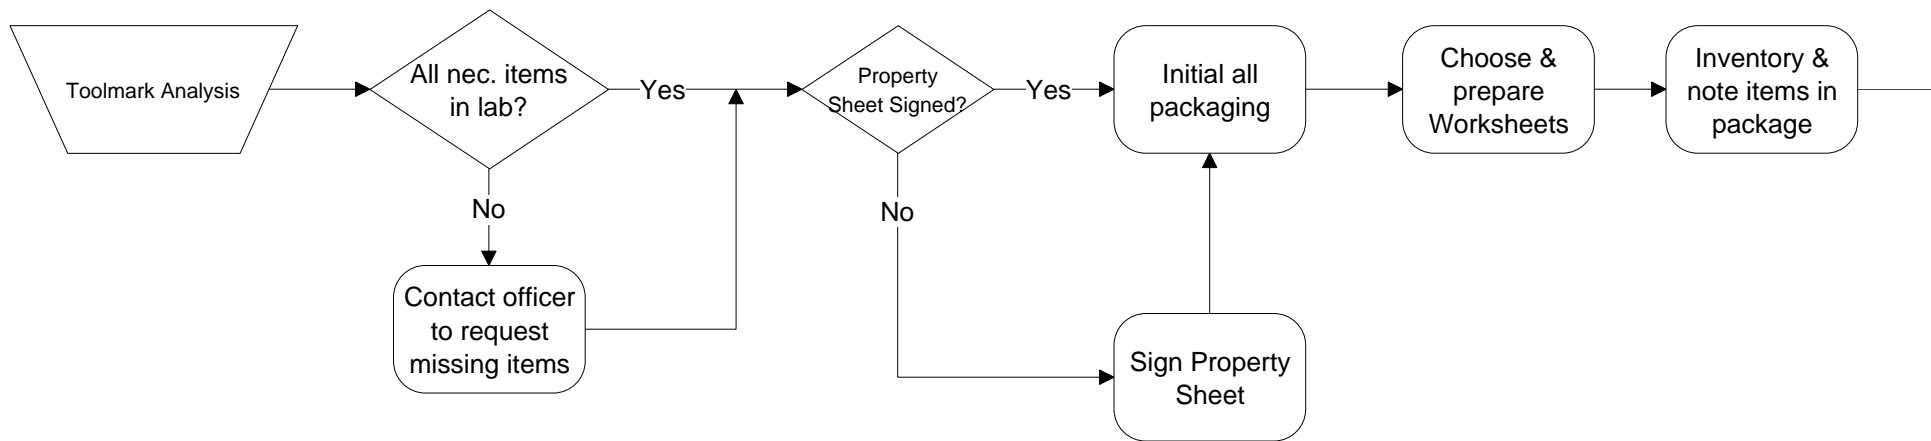 Toolmark Analysis
All nec. items
in lab?
Yes
Property
Sheet Signed?
Yes
Initial all
packaging
Choose &
prepare
Worksheets
Inventory &
note items in
package
No
Contact officer
to request
missing items
No
Sign Property
Sheet